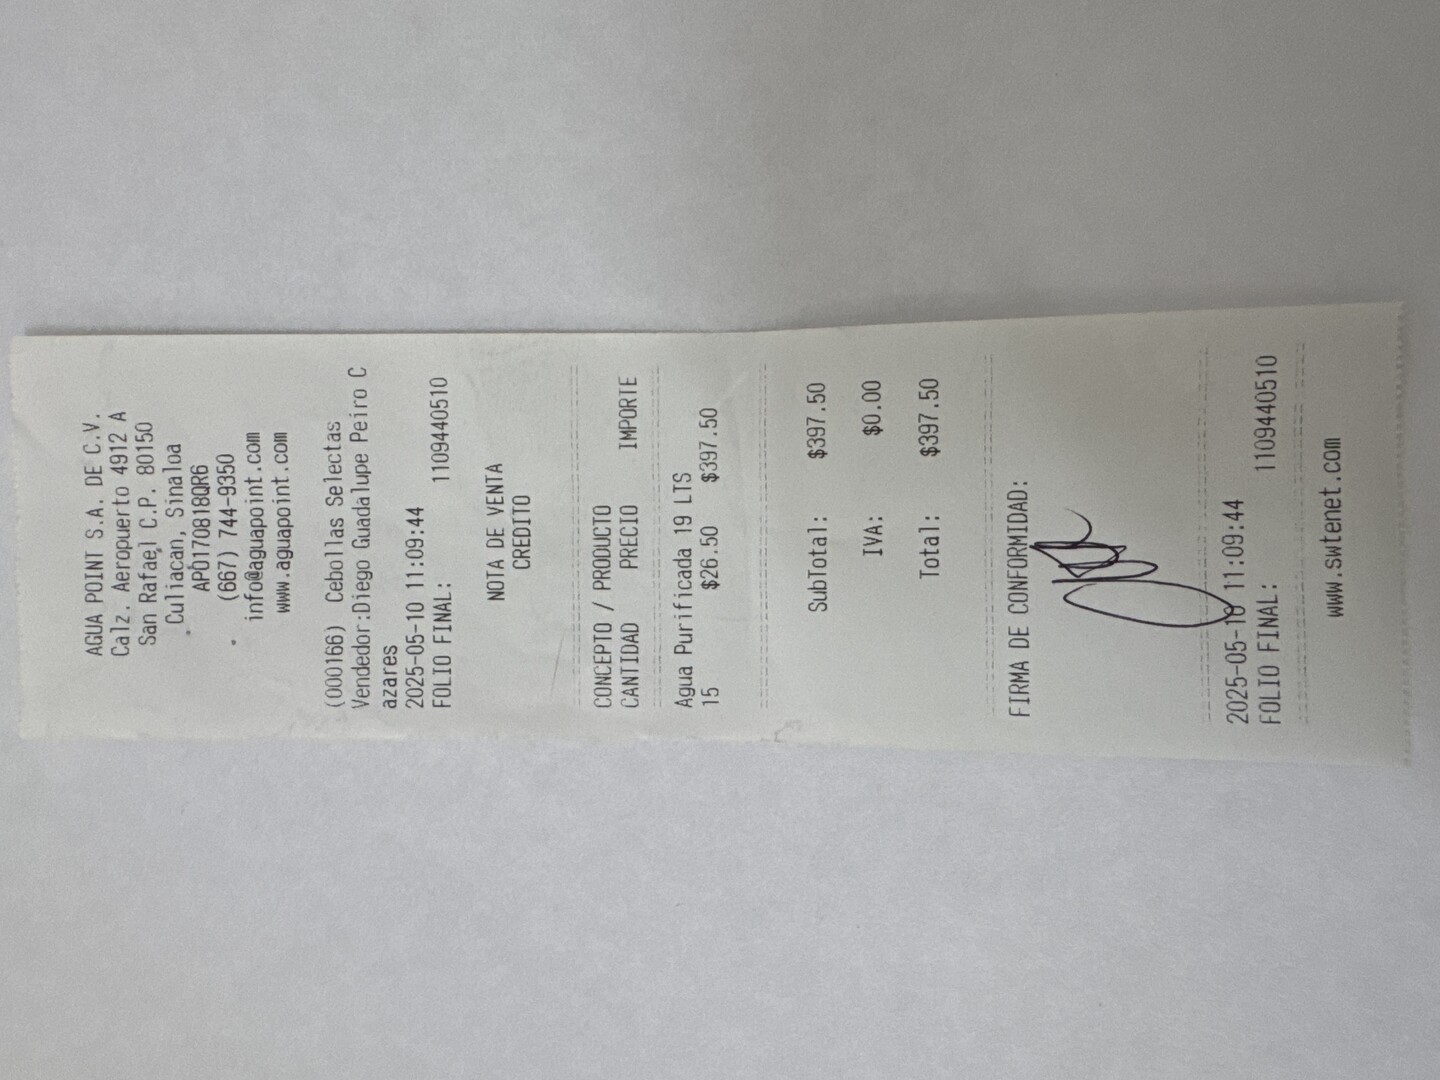 AGUA POINT S.A. DE C.V.
Calz. Aeropuerto 4912 A
San Rafael C.P. 80150
Culiacan, Sinaloa
APO170818QR6
(667) 744-9350
info@aguapoint.com
www.aguapoint.com
(000166) Cebollas Selectas
Vendedor:Diego Guadalupe Peiro C
azares
2025-05-10 11:09:44
FOLIO FINAL: 1109440510
NOTA DE VENTA
CREDITO
CONCEPTO / PRODUCTO
CANTIDAD PRECIO IMPORTE
Agua Purificada 19 LTS
15 $26.50 $397.50
SubTotal: $397.50
IVA: $0.00
Total: $397.50
FIRMA DE CONFORMIDAD:
2025-05-10 11:09:44
FOLIO FINAL: 1109440510
www.swtenet.com